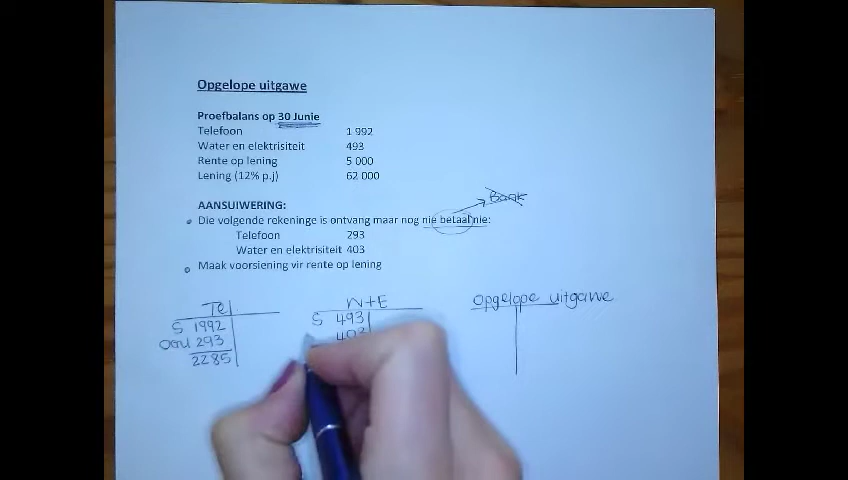 Opgelope uitgawe
Proefbalans op 30 Junie
Telefoon 1 992
Water en elektrisiteit 493
Rente op lening 5 000
Lening (12% p.j) 62 000
AANSUIWERING:
Bank
Die volgende rekeninge is ontvang maar nog nie betaal nie:
Telefoon 293
Water en elektrisiteit 403
Maak voorsiening vir rente op lening
Tel W+E Opgelope uitgawe
S 1992 S 493
293 403
2285